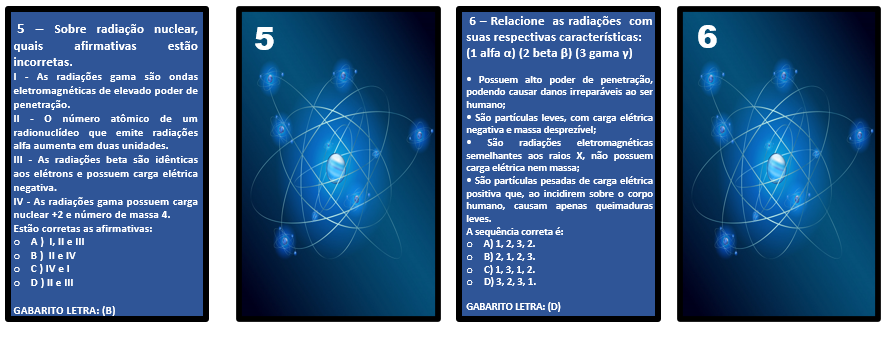 5 – Sobre radiação nuclear,
quais afirmativas estão
incorretas.
I - As radiações gama são ondas
eletromagnéticas de elevado poder de
penetração.
II - O número atômico de um
radionuclídeo que emite radiações
alfa aumenta em duas unidades.
III - As radiações beta são idênticas
aos elétrons e possuem carga elétrica
negativa.
IV - As radiações gama possuem carga
nuclear +2 e número de massa 4.
Estão corretas as afirmativas:
o A ) I, II e III
o B ) II e IV
o C ) IV e I
o D ) II e III
GABARITO LETRA: (B)
5
6 – Relacione as radiações com
suas respectivas características:
(1 alfa α) (2 beta β) (3 gama γ)
• Possuem alto poder de penetração,
podendo causar danos irreparáveis ao ser
humano;
• São partículas leves, com carga elétrica
negativa e massa desprezível;
• São radiações eletromagnéticas
semelhantes aos raios X, não possuem
carga elétrica nem massa;
• São partículas pesadas de carga elétrica
positiva que, ao incidirem sobre o corpo
humano, causam apenas queimaduras
leves.
A sequência correta é:
o A) 1, 2, 3, 2.
o B) 2, 1, 2, 3.
o C) 1, 3, 1, 2.
o D) 3, 2, 3, 1.
GABARITO LETRA: (D)
6